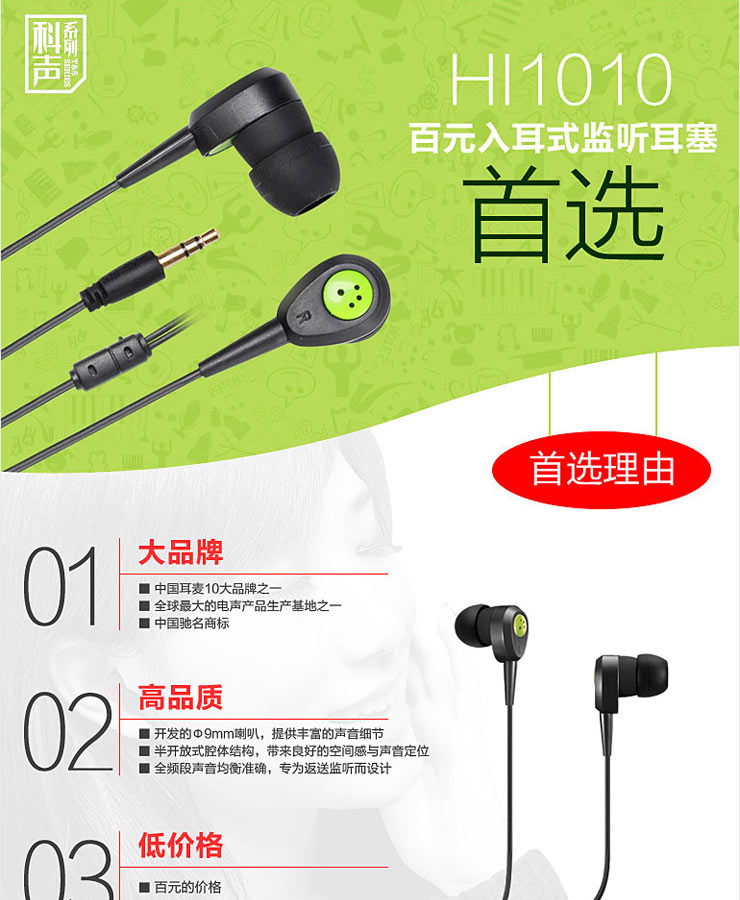 科声
系列
T&S SERIES
HI1010
百元入耳式监听耳塞
首选
R
首选理由
01
大品牌
■ 中国耳麦10大品牌之一
■ 全球最大的电声产品生产基地之一
■ 中国驰名商标
02
高品质
■ 开发的Φ9mm喇叭，提供丰富的声音细节
■ 半开放式腔体结构，带来良好的空间感与声音定位
■ 全频段声音均衡准确，专为返送监听而设计
03
低价格
■ 百元的价格